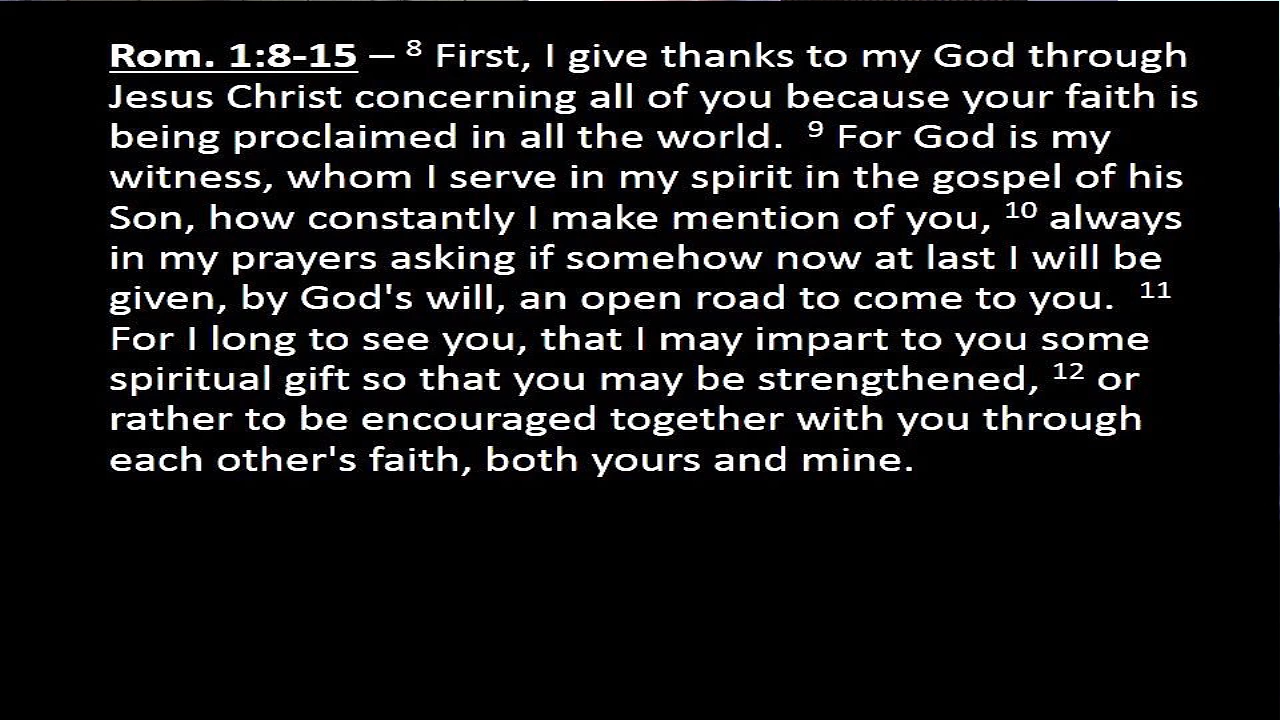 Rom. 1:8-15 – 8 First, I give thanks to my God through
Jesus Christ concerning all of you because your faith is
being proclaimed in all the world. 9 For God is my
witness, whom I serve in my spirit in the gospel of his
Son, how constantly I make mention of you, 10 always
in my prayers asking if somehow now at last I will be
given, by God's will, an open road to come to you. 11
For I long to see you, that I may impart to you some
spiritual gift so that you may be strengthened, 12 or
rather to be encouraged together with you through
each other's faith, both yours and mine.